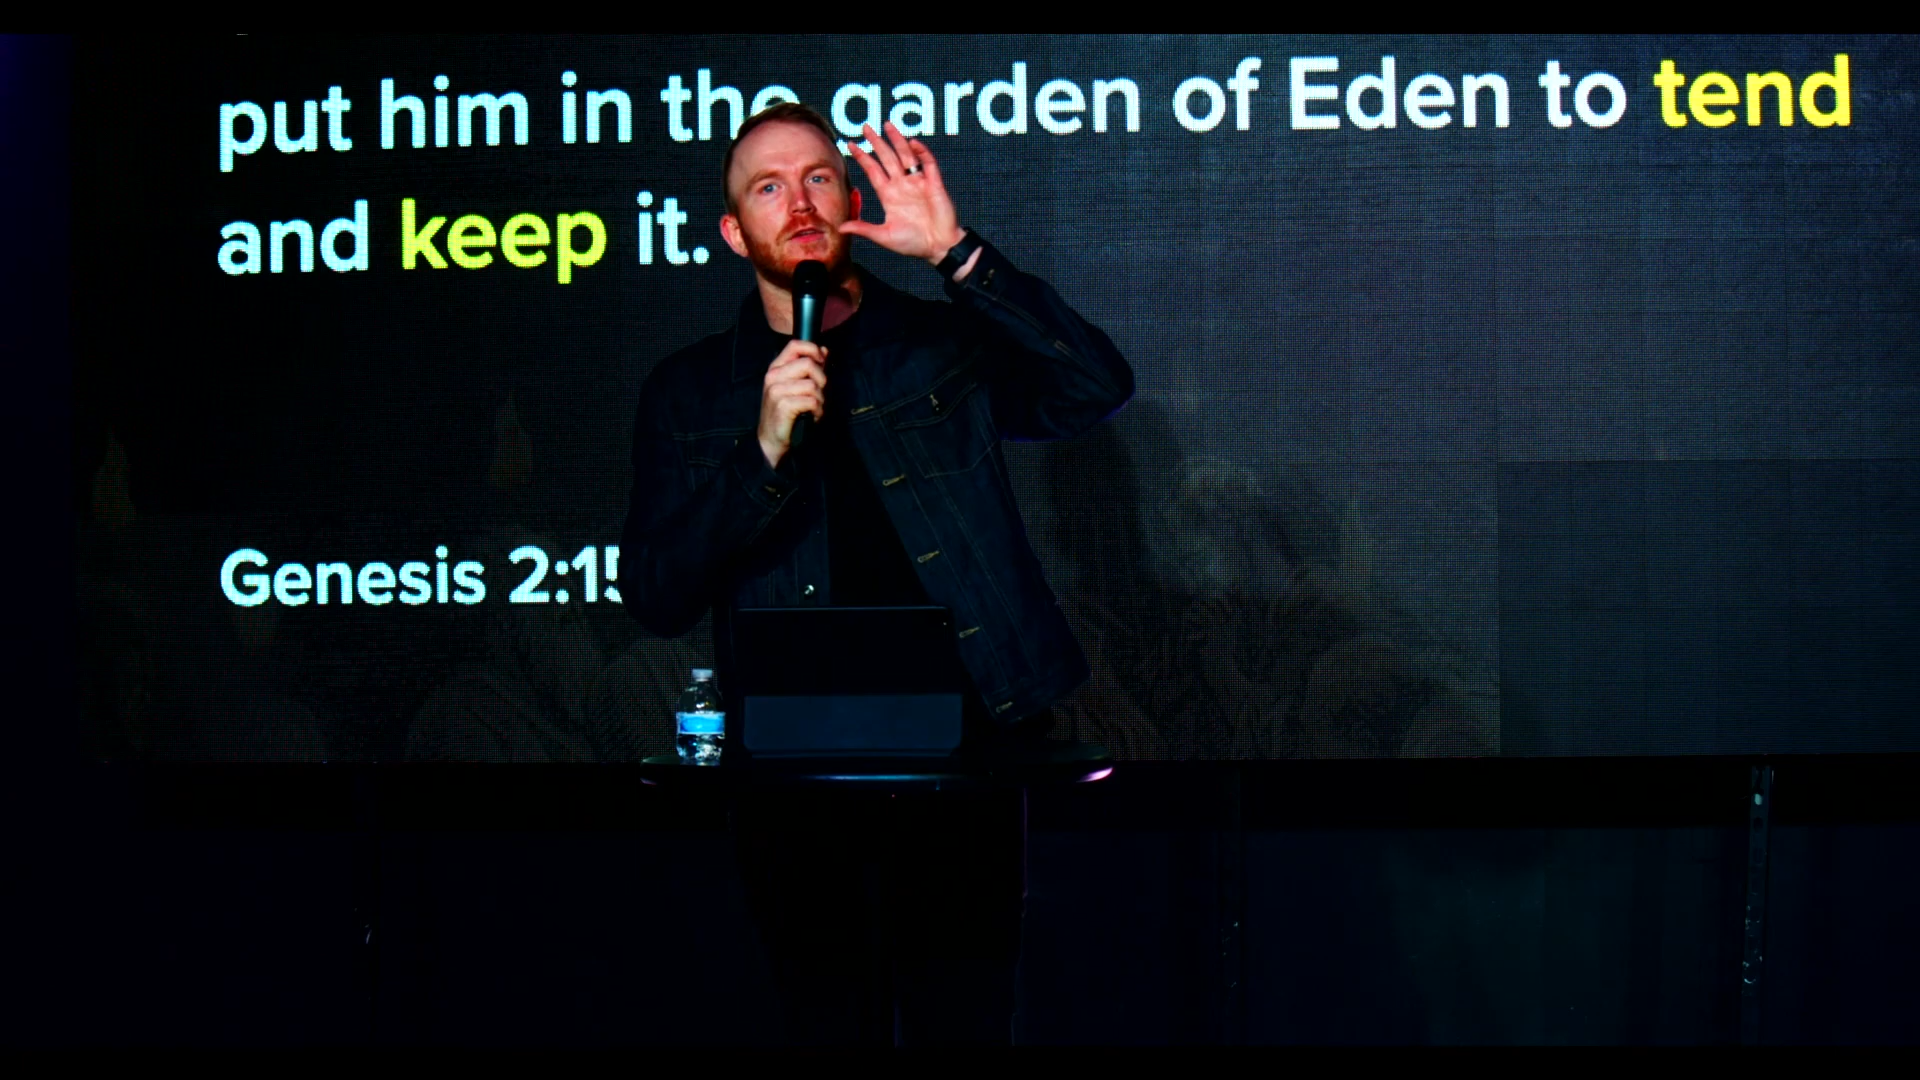 put him in the garden of Eden to tend
and keep it.
Genesis 2:15